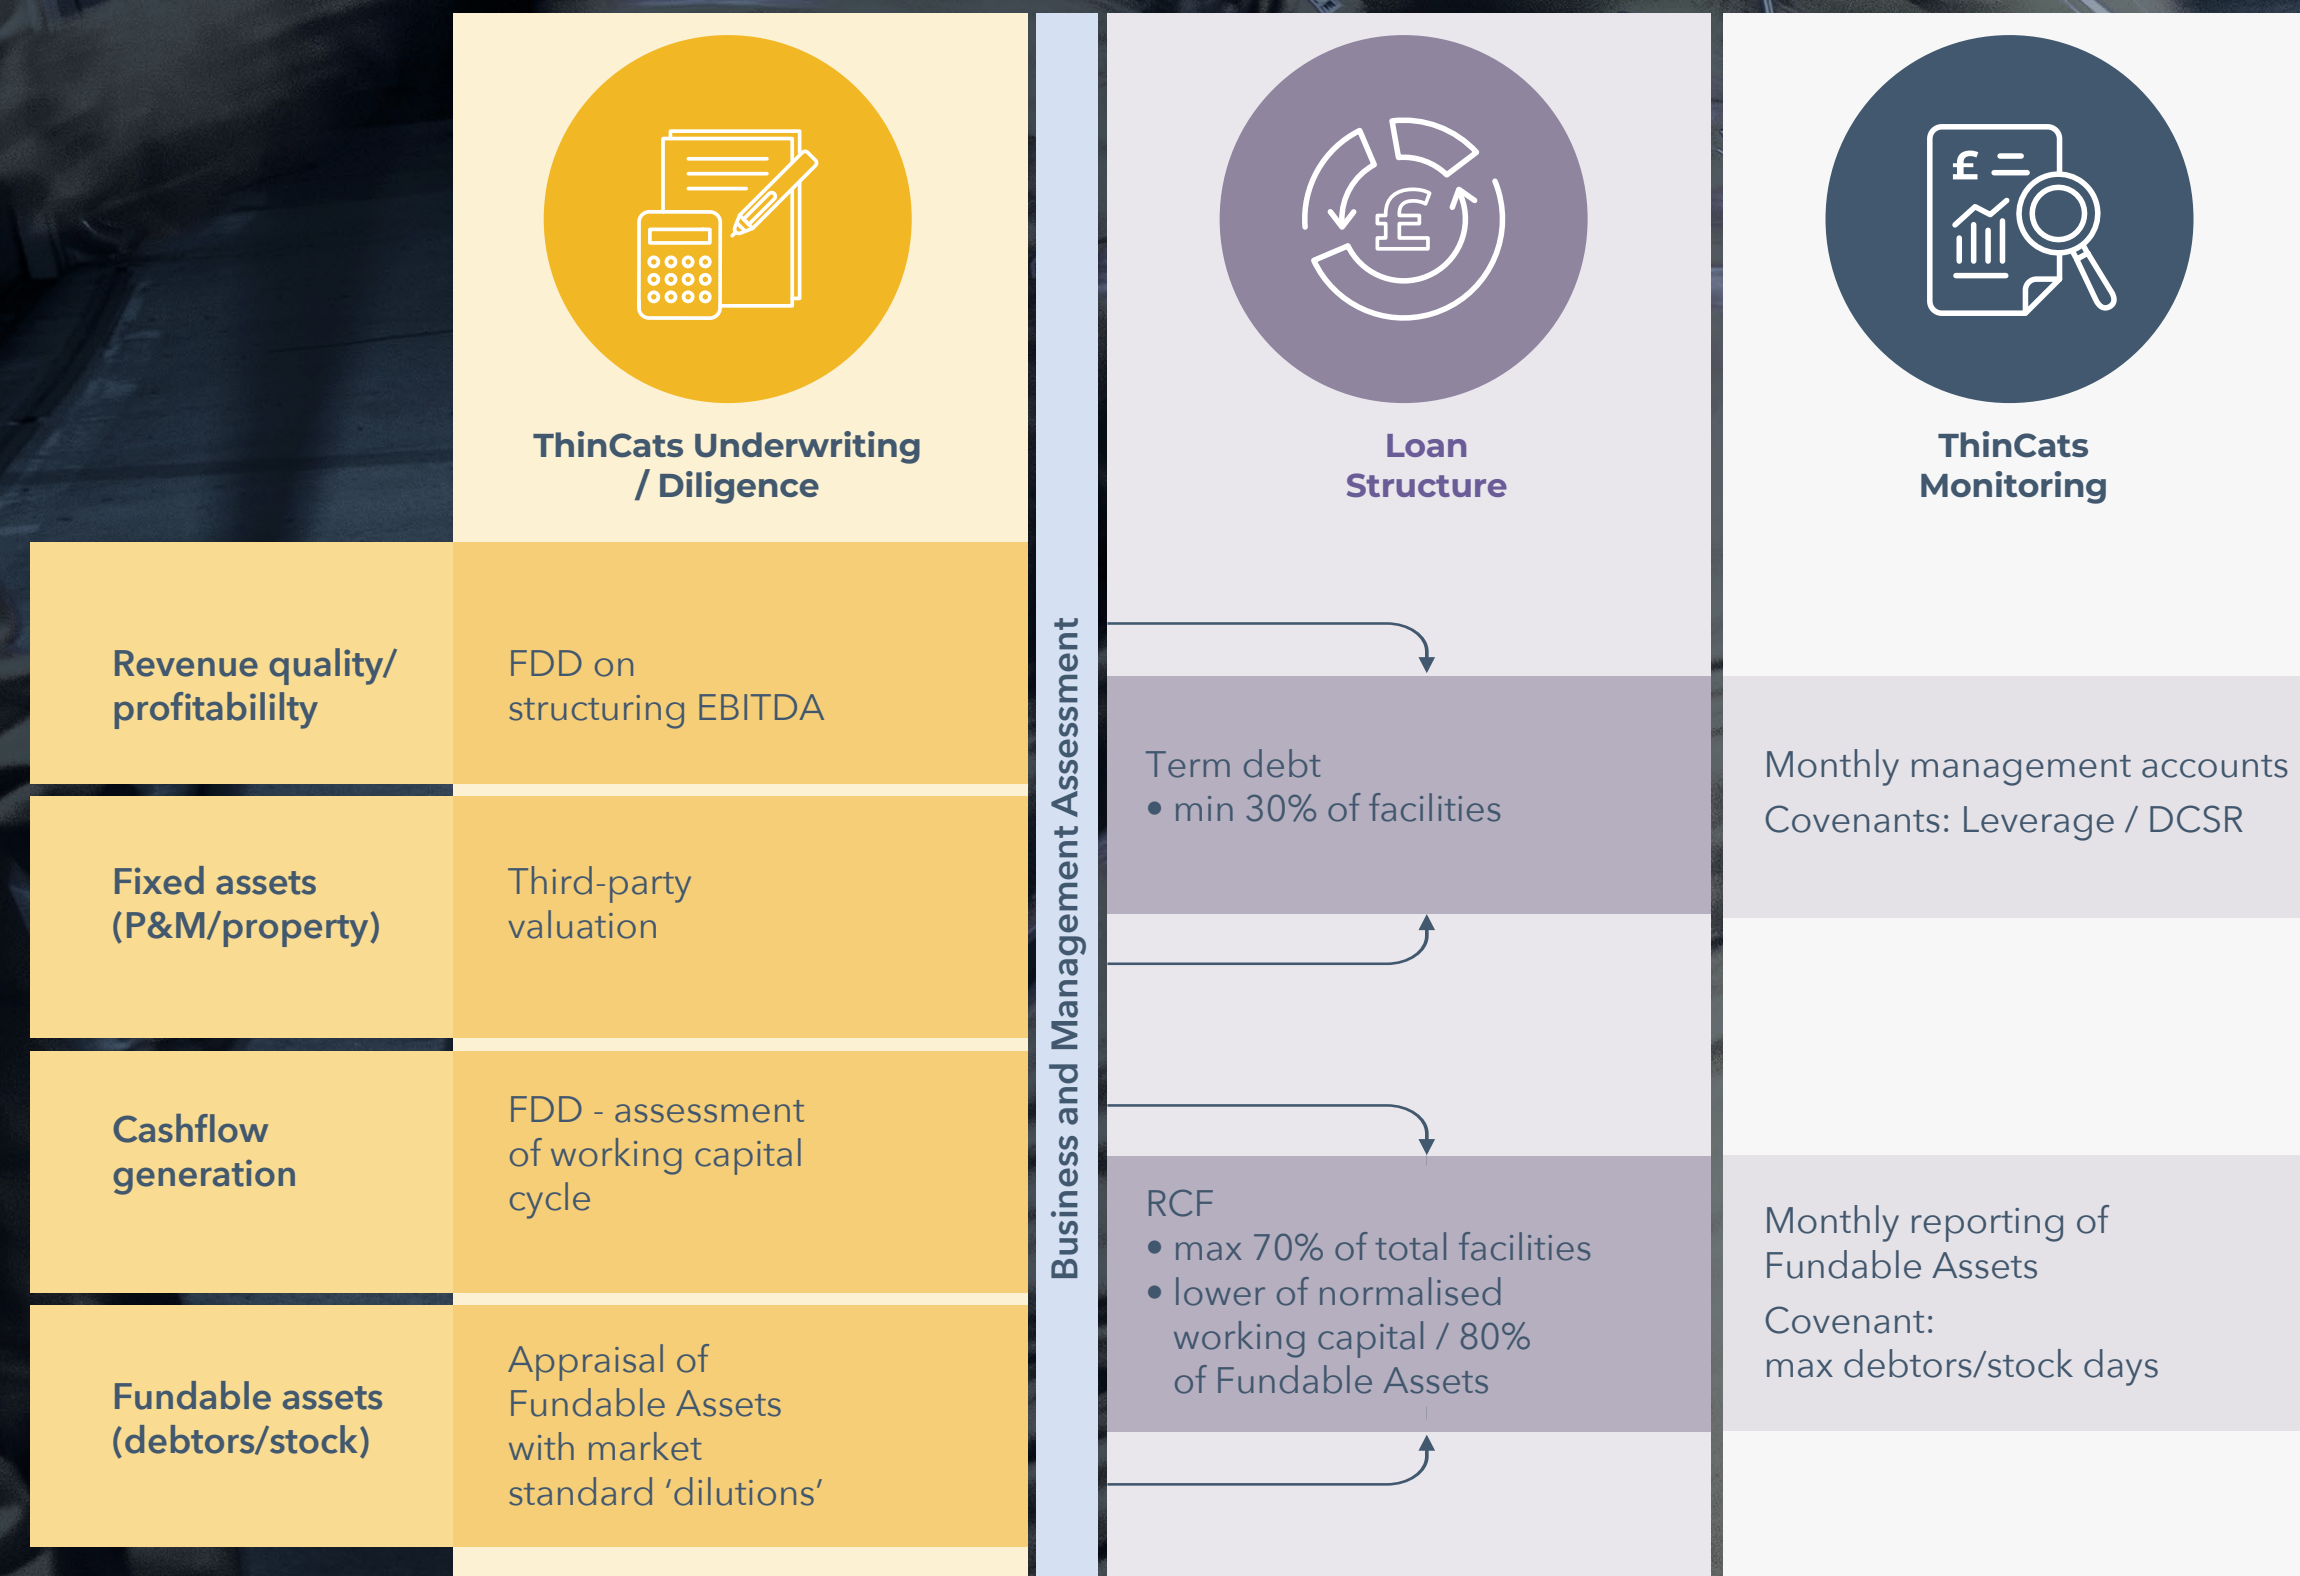 ThinCats Underwriting
/ Diligence
Loan
Structure
£
£
ThinCats
Monitoring
Revenue quality/
profitabililty
FDD on
structuring EBITDA
Fixed assets
(P&M/property)
Third-party
valuation
Cashflow
generation
FDD - assessment
of working capital
cycle
Fundable assets
(debtors/stock)
Appraisal of
Fundable Assets
with market
standard ‘dilutions’
Business and Management Assessment
Term debt
• min 30% of facilities
RCF
• max 70% of total facilities
• lower of normalised
working capital / 80%
of Fundable Assets
Monthly management accounts
Covenants: Leverage / DCSR
Monthly reporting of
Fundable Assets
Covenant:
max debtors/stock days